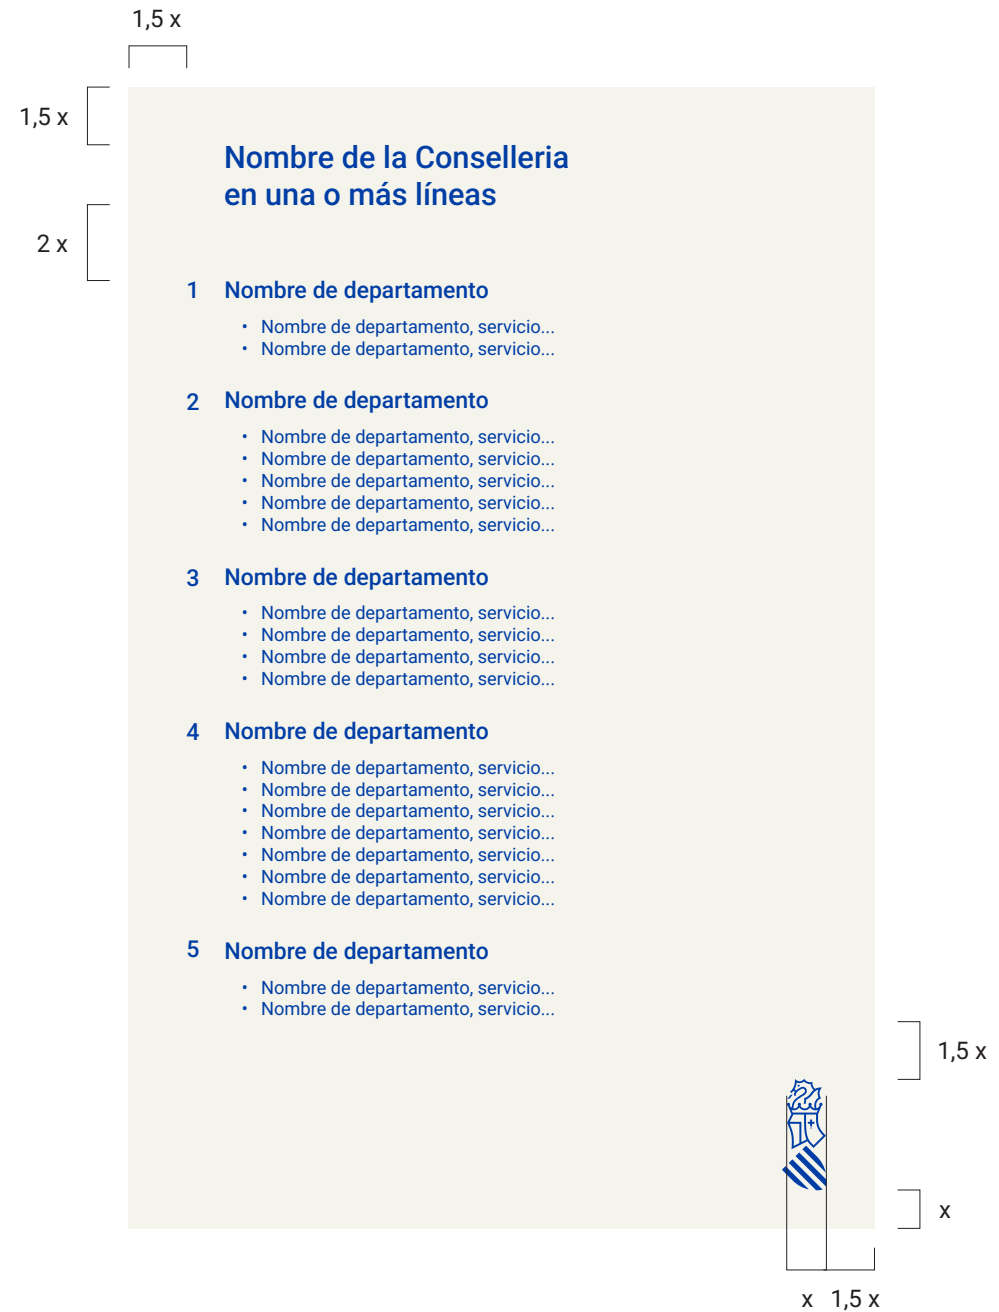 1,5 x
1,5 x
Nombre de la Conselleria
en una o más líneas
2 x
1 Nombre de departamento
• Nombre de departamento, servicio...
• Nombre de departamento, servicio...
2 Nombre de departamento
• Nombre de departamento, servicio...
• Nombre de departamento, servicio...
• Nombre de departamento, servicio...
• Nombre de departamento, servicio...
• Nombre de departamento, servicio...
3 Nombre de departamento
• Nombre de departamento, servicio...
• Nombre de departamento, servicio...
• Nombre de departamento, servicio...
• Nombre de departamento, servicio...
4 Nombre de departamento
• Nombre de departamento, servicio...
• Nombre de departamento, servicio...
• Nombre de departamento, servicio...
• Nombre de departamento, servicio...
• Nombre de departamento, servicio...
• Nombre de departamento, servicio...
• Nombre de departamento, servicio...
5 Nombre de departamento
• Nombre de departamento, servicio...
• Nombre de departamento, servicio...
1,5 x
x
x 1,5 x